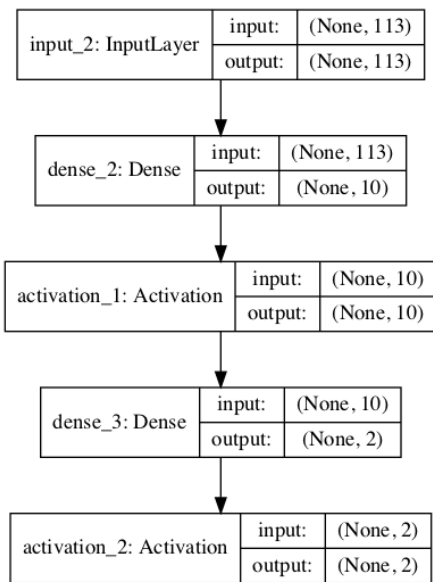 input_2: InputLayer
input: (None, 113)
output: (None, 113)
dense_2: Dense
input: (None, 113)
output: (None, 10)
activation_1: Activation
input: (None, 10)
output: (None, 10)
dense_3: Dense
input: (None, 10)
output: (None, 2)
activation_2: Activation
input: (None, 2)
output: (None, 2)